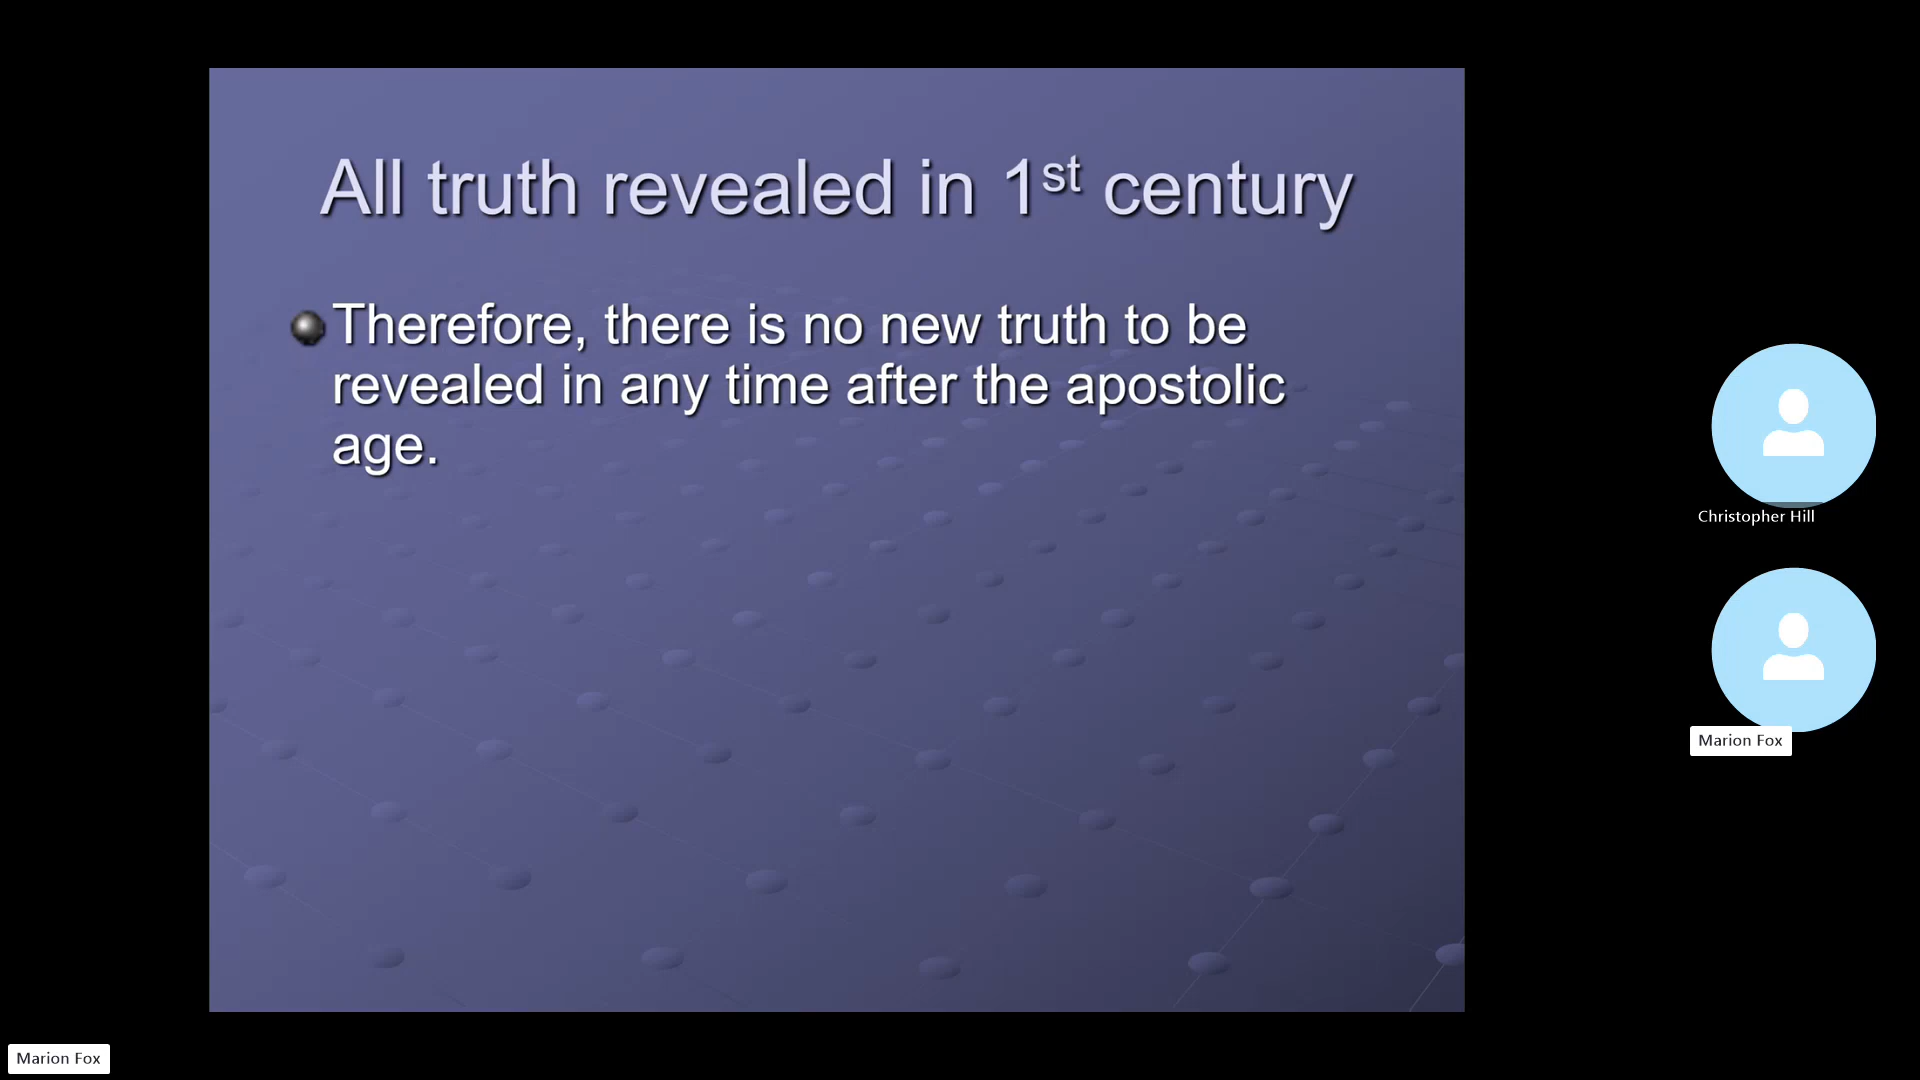 All truth revealed in 1st century
Therefore, there is no new truth to be
revealed in any time after the apostolic
age.
Christopher Hill
Marion Fox
Marion Fox